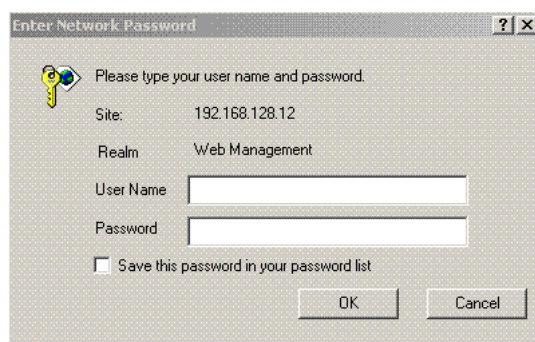 Enter Network Password
Please type your user name and password.
Site: 192.168.128.12
Realm Web Management
User Name
Password
Save this password in your password list
OK Cancel